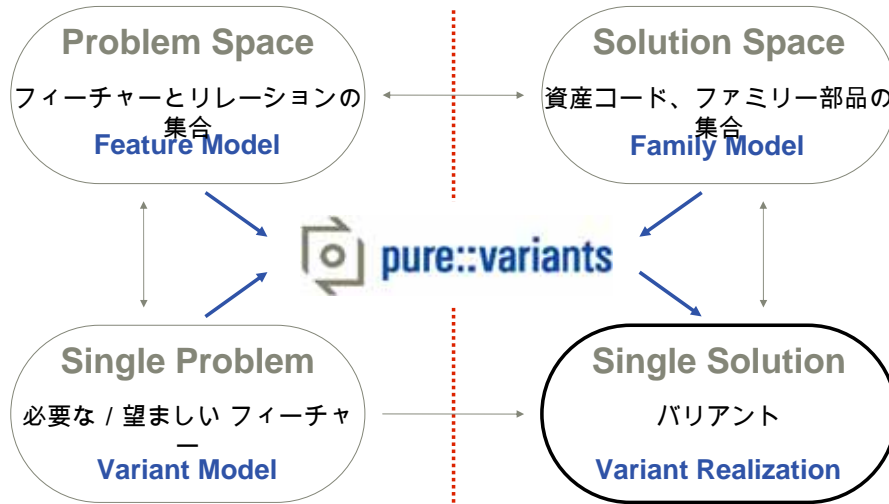 Problem Space
フィーチャーとリレーションの
集合
Feature Model
Solution Space
資産コード、ファミリー部品の
集合
Family Model
pure::variants
Single Problem
必要な / 望ましい フィーチャ
ー
Variant Model
Single Solution
バリアント
Variant Realization